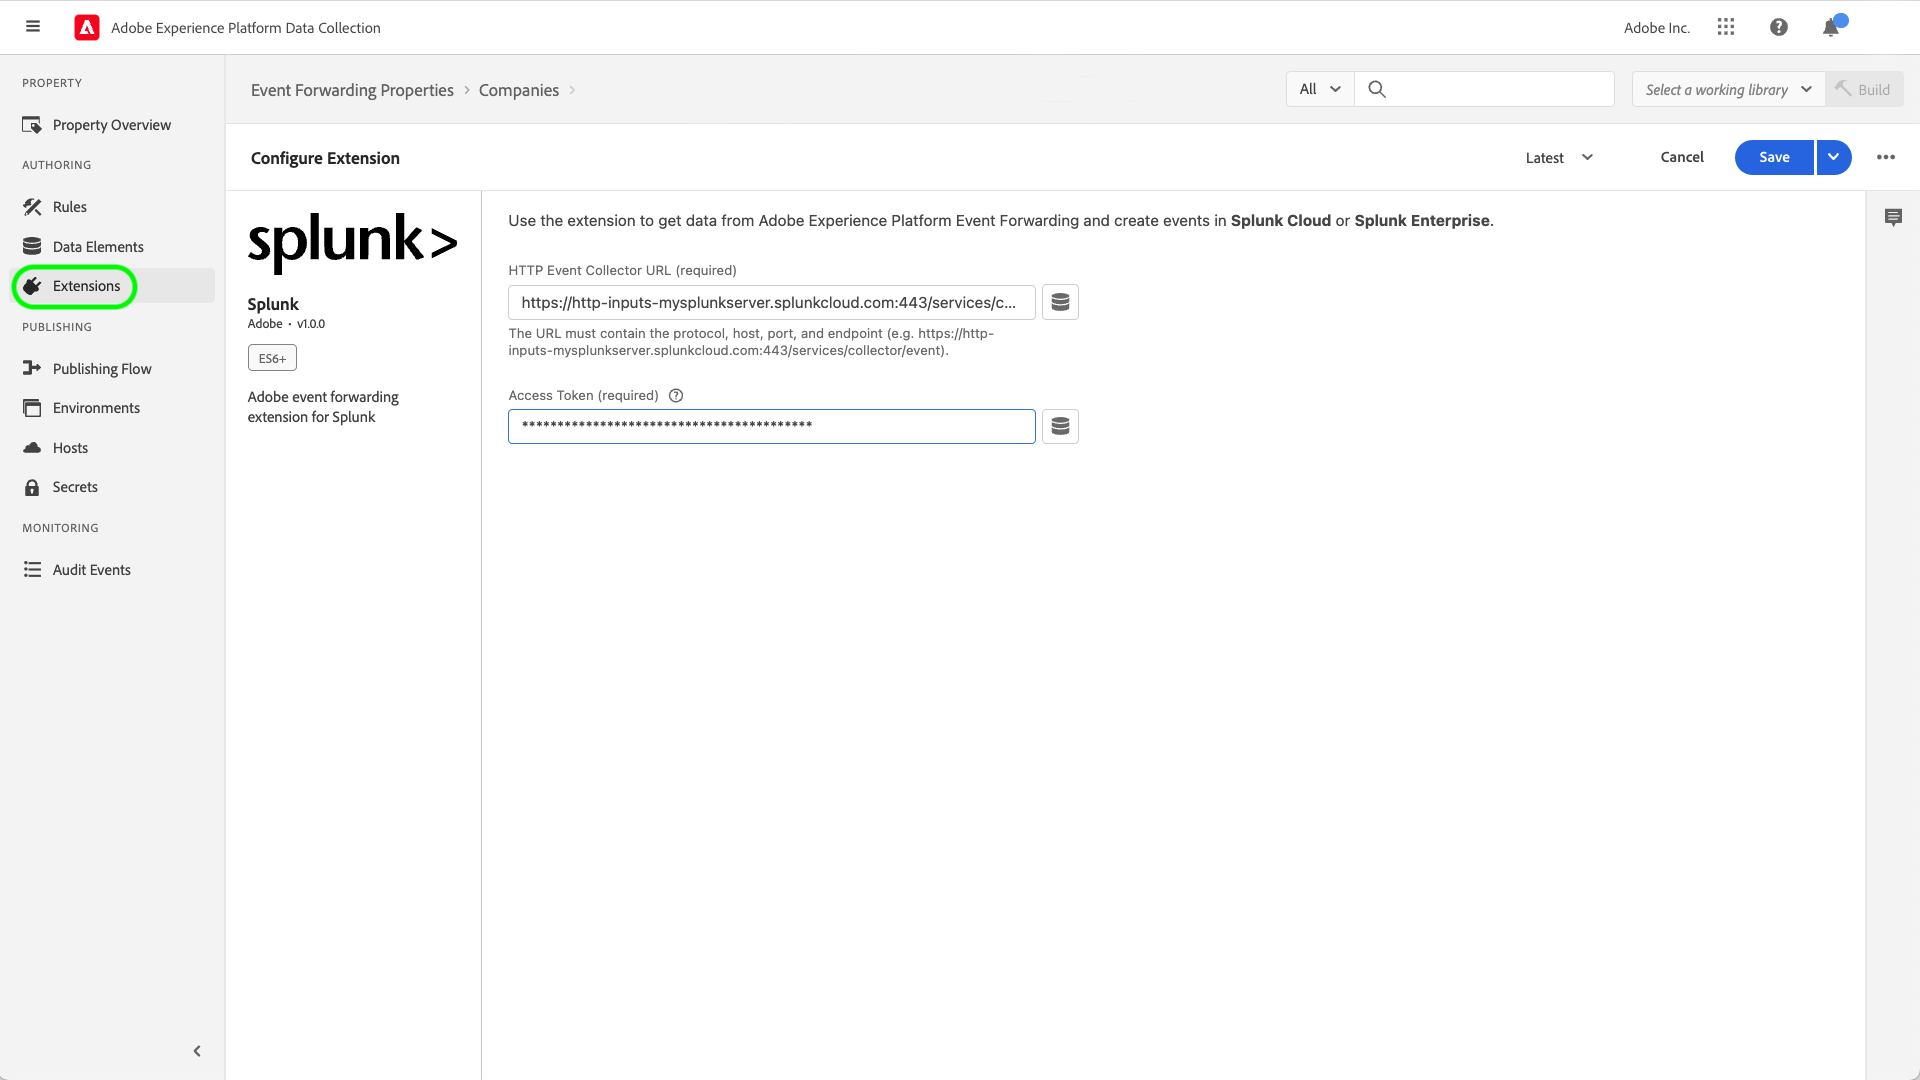 Adobe Experience Platform Data Collection
Adobe Inc.
PROPERTY
Property Overview
AUTHORING
Rules
Data Elements
Extensions
PUBLISHING
Publishing Flow
Environments
Hosts
Secrets
MONITORING
Audit Events
Event Forwarding Properties > Companies >
All
Select a working library
Build
Configure Extension
Latest
Cancel
Save
splunk>
Splunk
Adobe · v1.0.0
ES6+
Adobe event forwarding
extension for Splunk
Use the extension to get data from Adobe Experience Platform Event Forwarding and create events in Splunk Cloud or Splunk Enterprise.
HTTP Event Collector URL (required)
https://http-inputs-mysplunkserver.splunkcloud.com:443/services/c...
The URL must contain the protocol, host, port, and endpoint (e.g. https://http-
inputs-mysplunkserver.splunkcloud.com:443/services/collector/event).
Access Token (required)
*****************************************